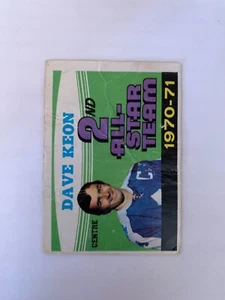 DAVE KEON
2ND
ALL-
STAR
TEAM
1970-71
CENTRE
C